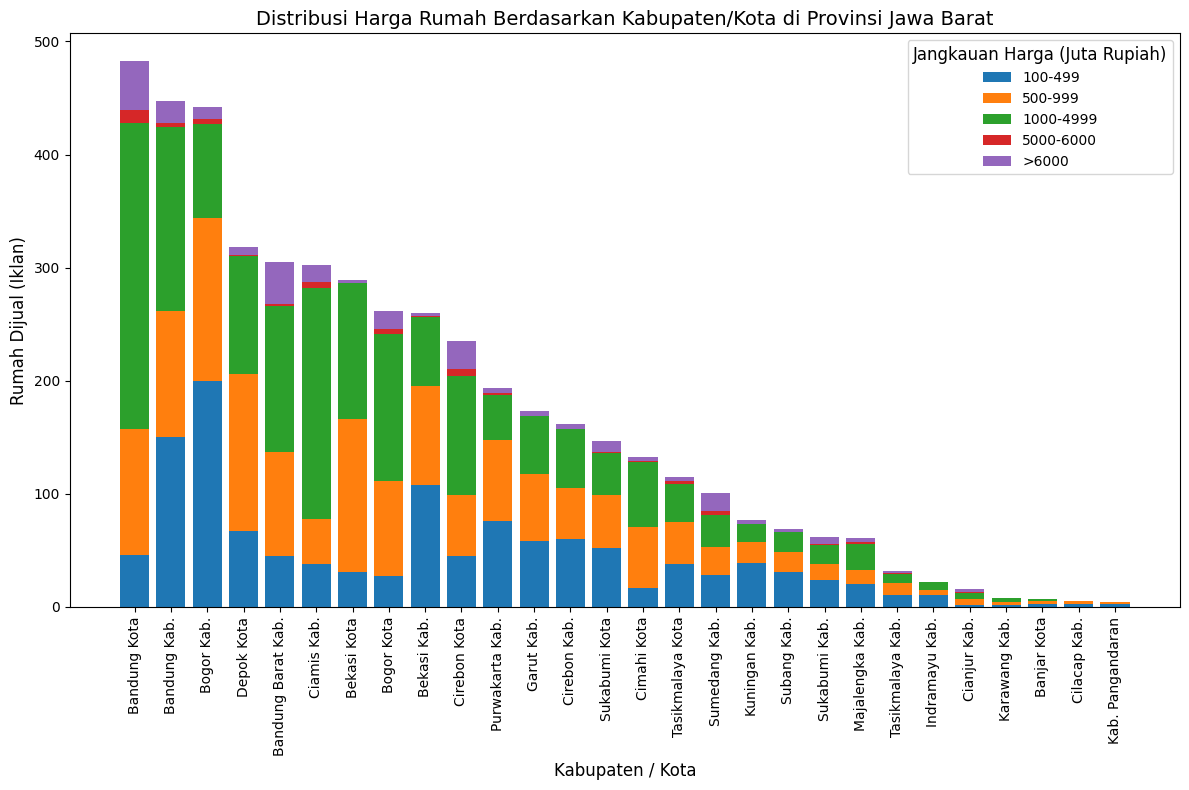 Distribusi Harga Rumah Berdasarkan Kabupaten/Kota di Provinsi Jawa Barat
Jangkauan Harga (Juta Rupiah)
100-499
500-999
1000-4999
5000-6000
>6000
Rumah Dijual (Iklan)
500
400
300
200
100
0
Bandung Kota
Bandung Kab.
Bogor Kab.
Depok Kota
Bandung Barat Kab.
Ciamis Kab.
Bekasi Kota
Bogor Kota
Bekasi Kab.
Cirebon Kota
Purwakarta Kab.
Garut Kab.
Cirebon Kab.
Sukabumi Kota
Cimahi Kota
Tasikmalaya Kota
Sumedang Kab.
Kuningan Kab.
Subang Kab.
Sukabumi Kab.
Majalengka Kab.
Tasikmalaya Kab.
Indramayu Kab.
Cianjur Kab.
Karawang Kab.
Banjar Kota
Cilacap Kab.
Kab. Pangandaran
Kabupaten / Kota